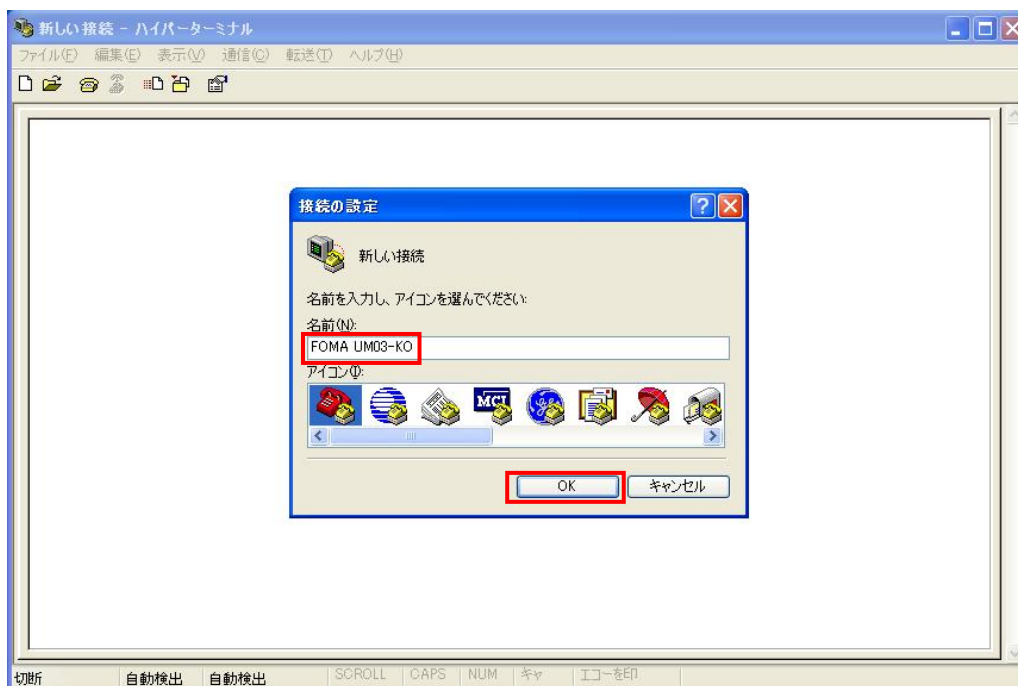 新しい接続 - ハイパーターミナル
ファイル(F) 編集(E) 表示(V) 通信(C) 転送(T) ヘルプ(H)
接続の設定
新しい接続
名前を入力し、アイコンを選んでください:
名前(N):
FOMA UM03-KO
アイコン(I):
MCI
OK キャンセル
切断 自動検出 自動検出 SCROLL CAPS NUM キャ エコーを印